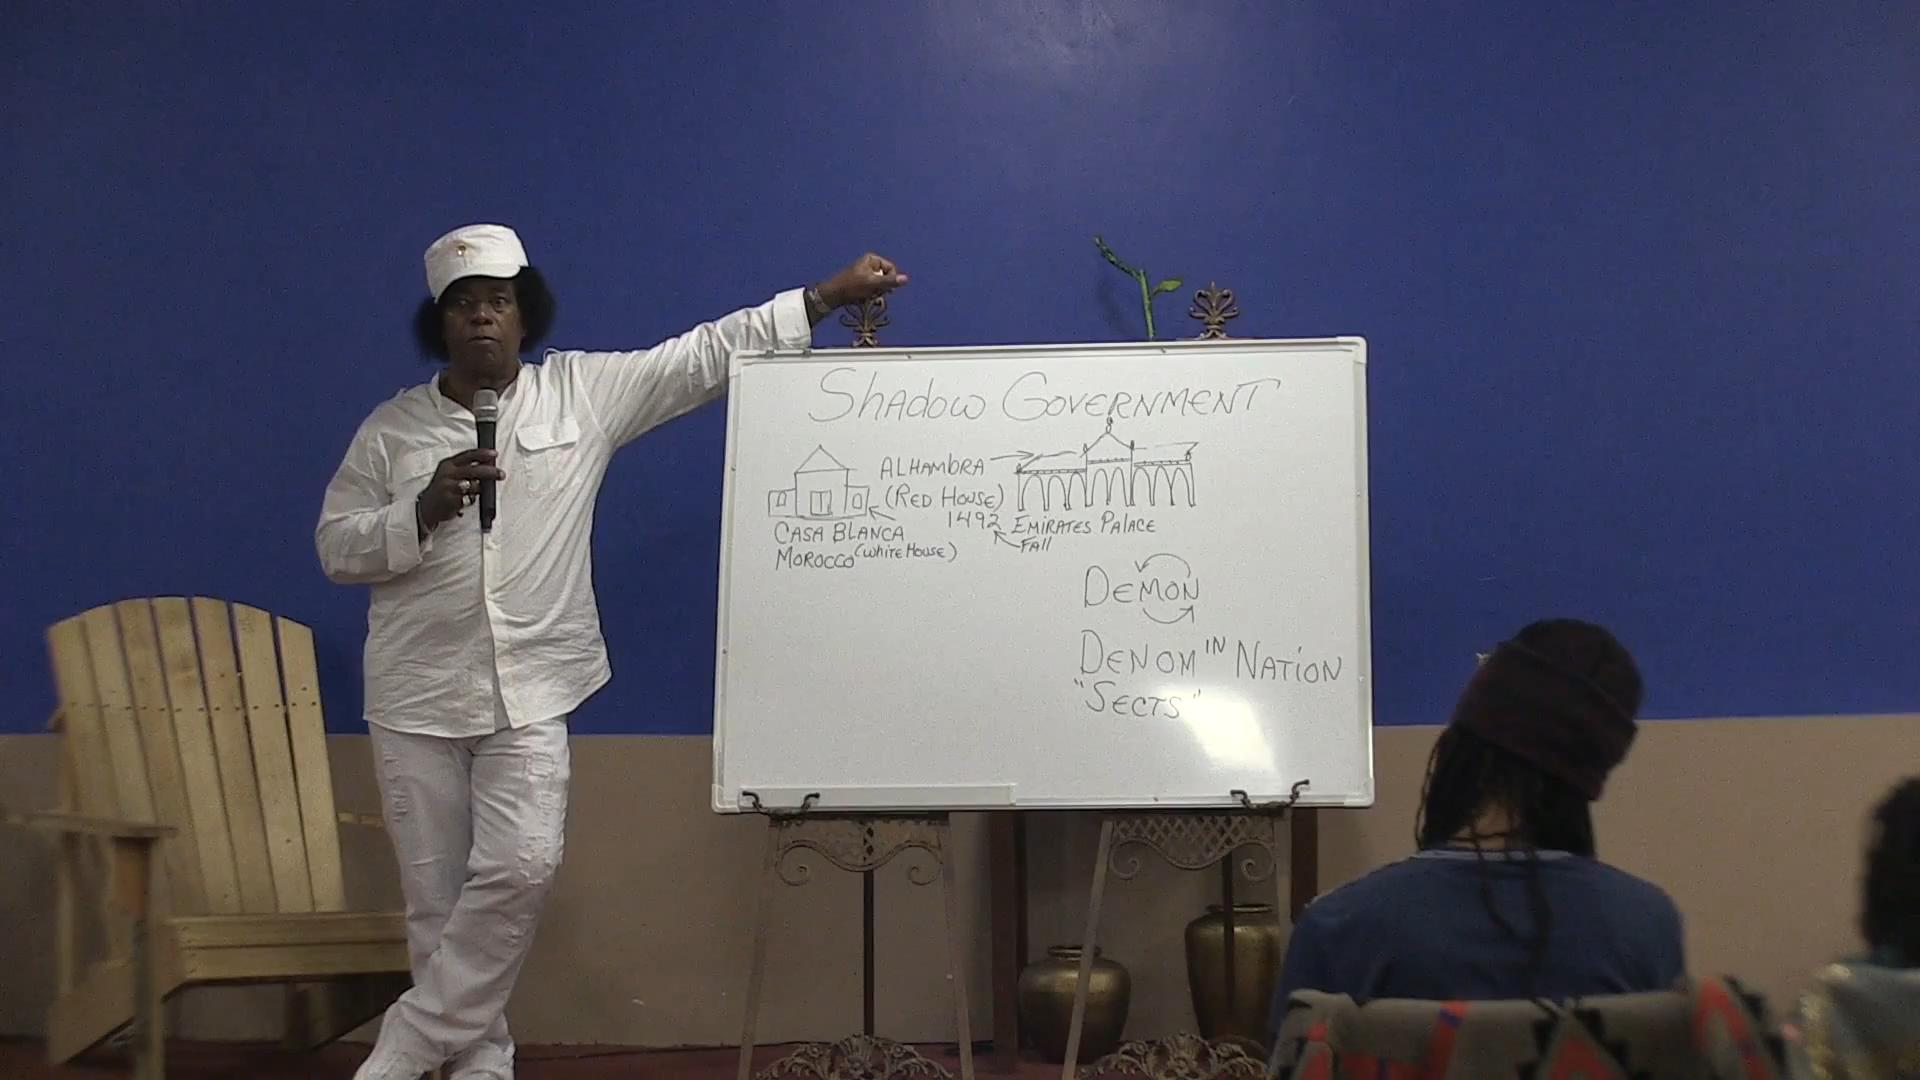 Shadow Government
Alhambra
(Red House)
1492 Emirates Palace
Fall
Casa Blanca
Morocco (White House)
Demon
Denom in Nation
"Sects"